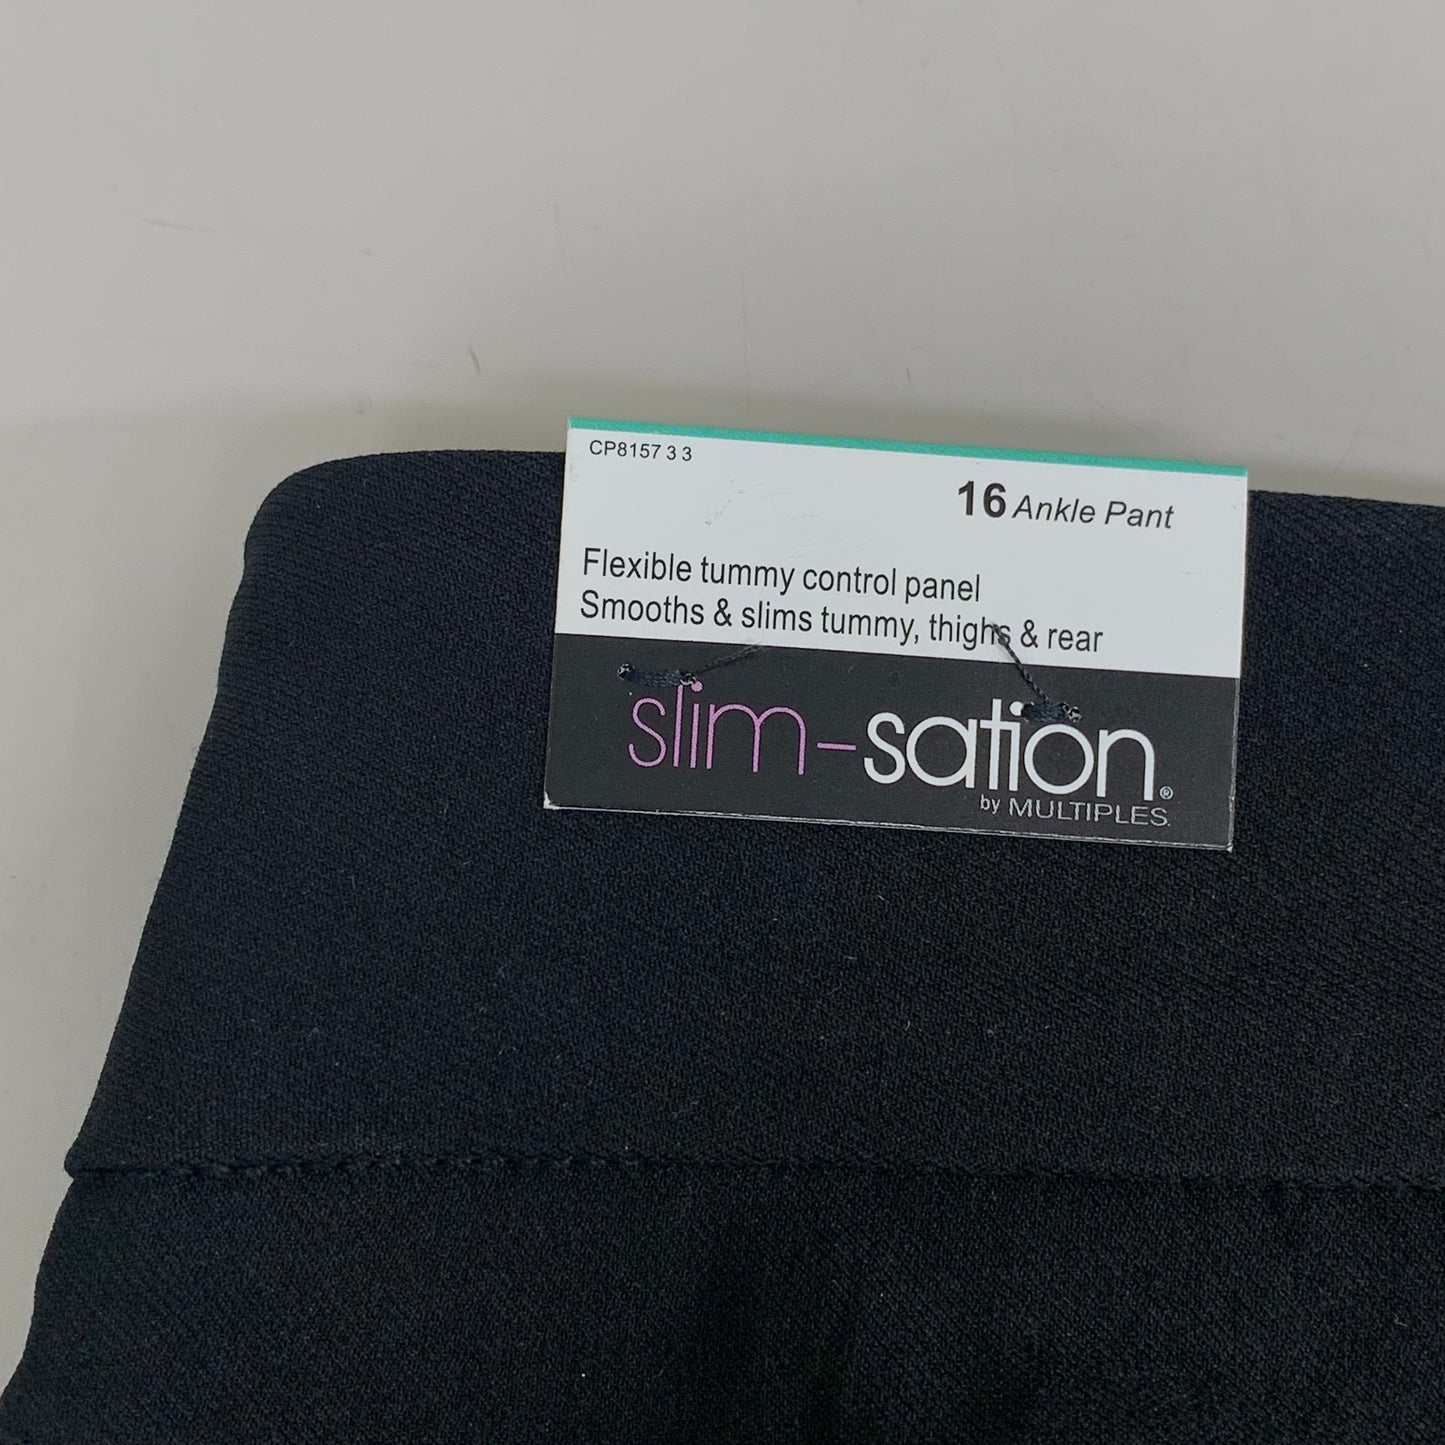 CP8157 3 3
16 Ankle Pant
Flexible tummy control panel
Smooths & slims tummy, thighs & rear
slim-sation®
by MULTIPLES.